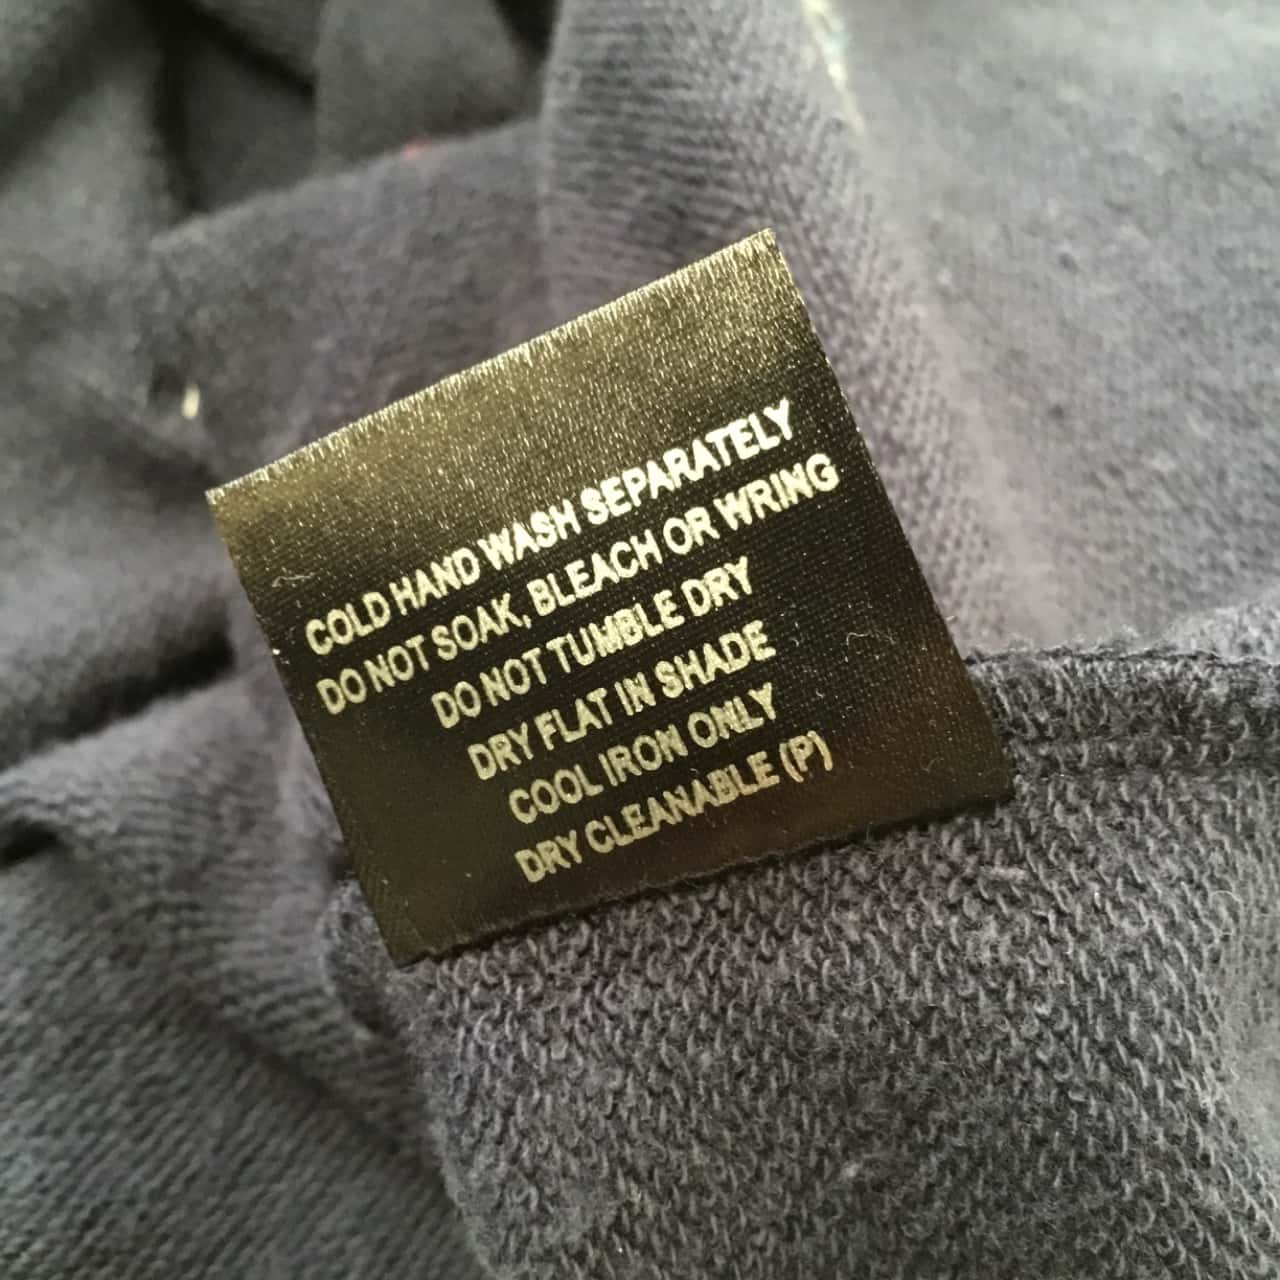 COLD HAND WASH SEPARATELY
DO NOT SOAK, BLEACH OR WRING
DO NOT TUMBLE DRY
DRY FLAT IN SHADE
COOL IRON ONLY
DRY CLEANABLE (P)